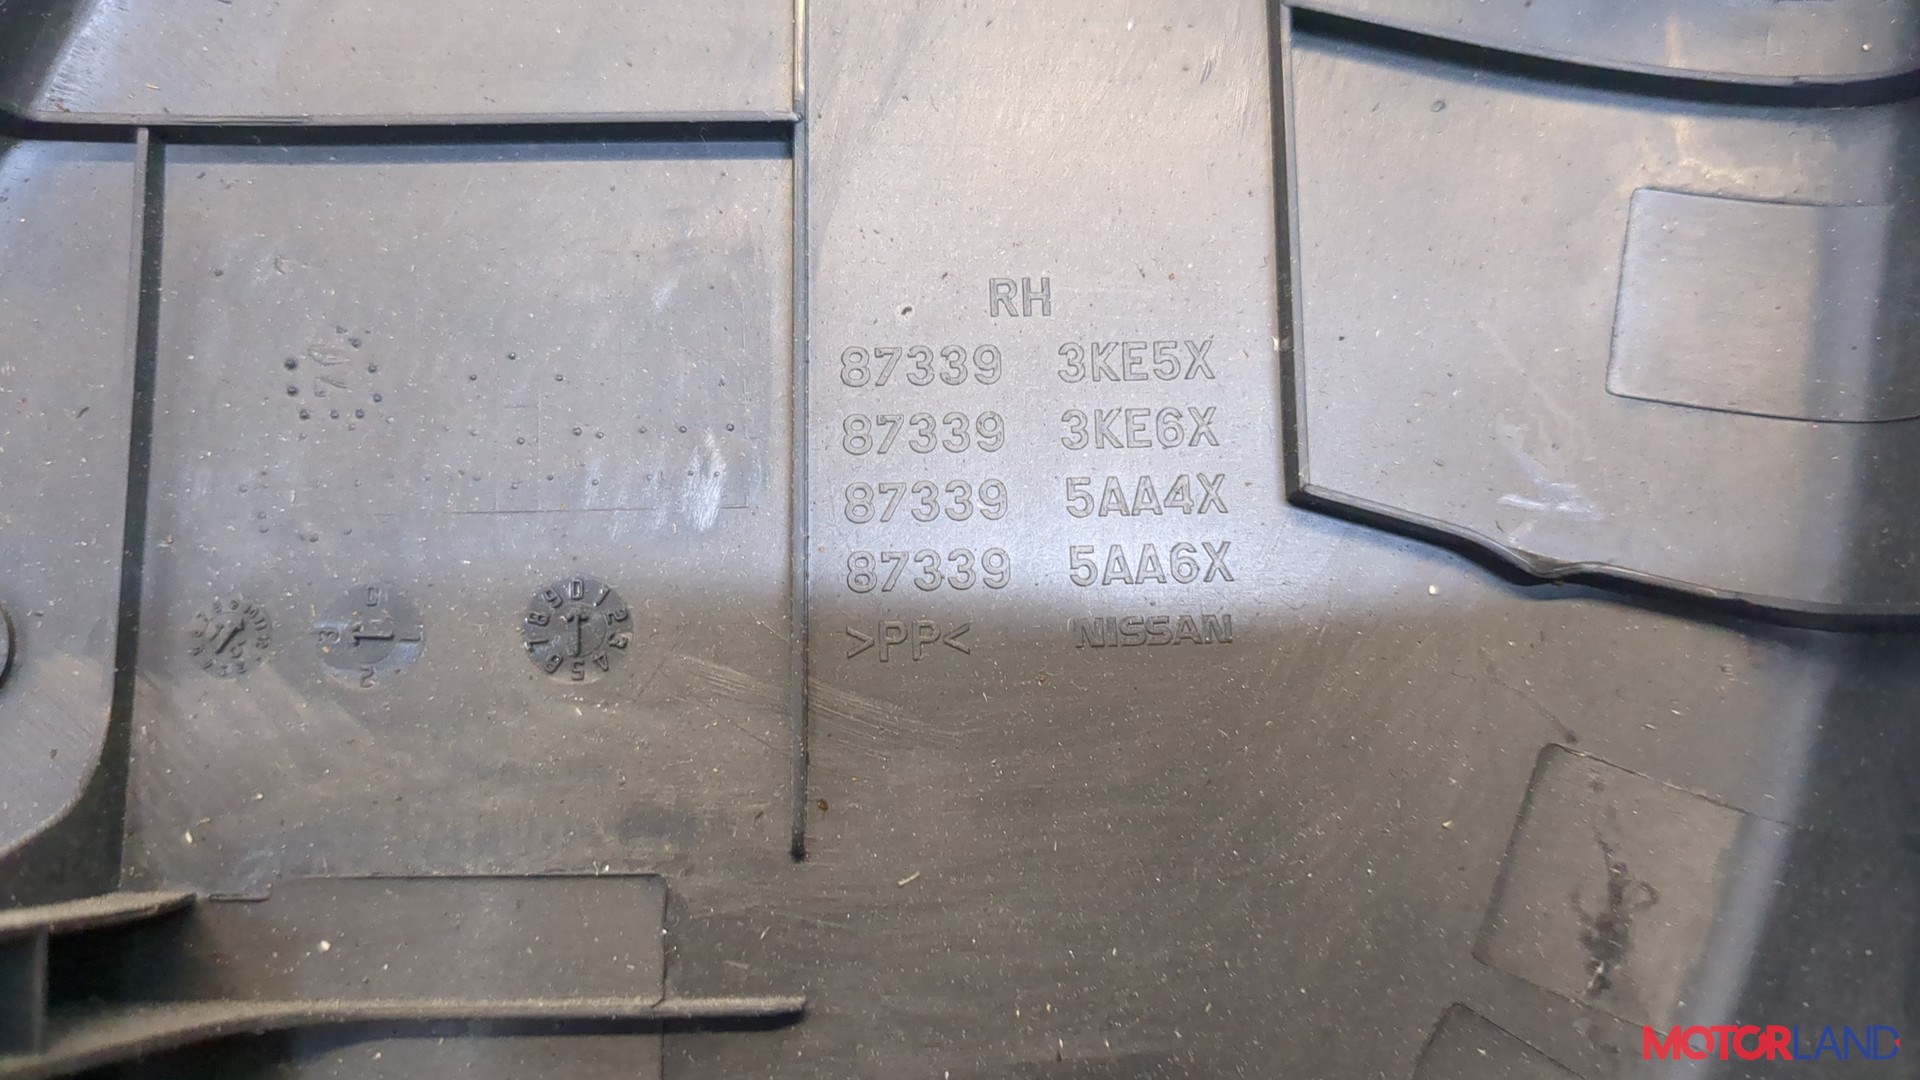 RH
87339 3KE5X
87339 3KE6X
87339 5AA4X
87339 5AA6X
>PP< NISSAN
MOTORLAND